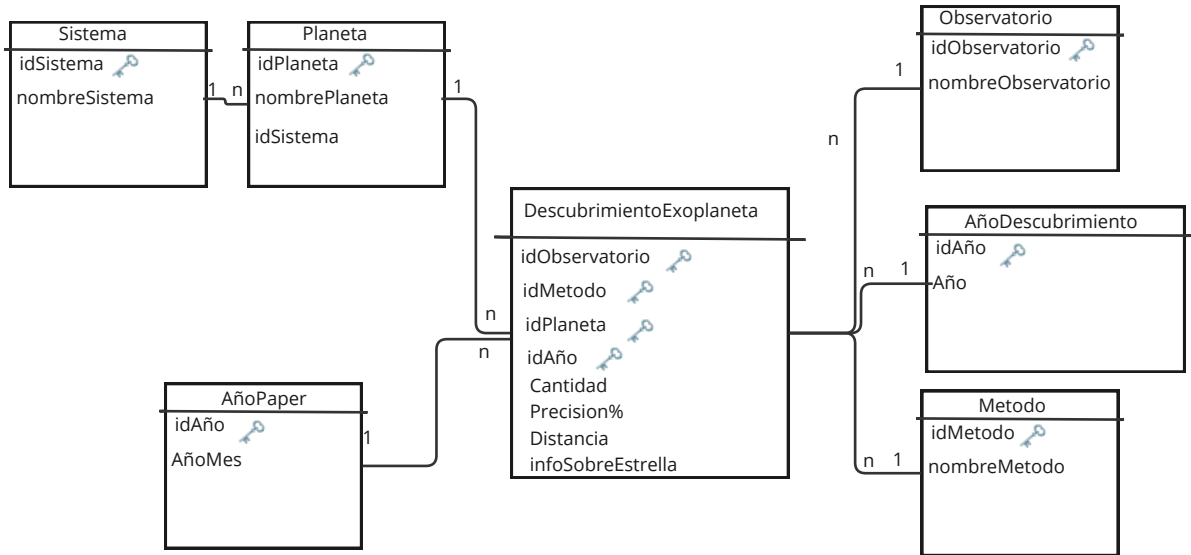 Sistema
idSistema
nombreSistema
1
n
Planeta
idPlaneta
nombrePlaneta
idSistema
1
n
DescubrimientoExoplaneta
idObservatorio
idMetodo
idPlaneta
idAño
Cantidad
Precision%
Distancia
infoSobreEstrella
AñoPaper
idAño
AñoMes
1
n
Observatorio
idObservatorio
nombreObservatorio
1
n
AñoDescubrimiento
idAño
Año
n
1
Metodo
idMetodo
nombreMetodo
n
1